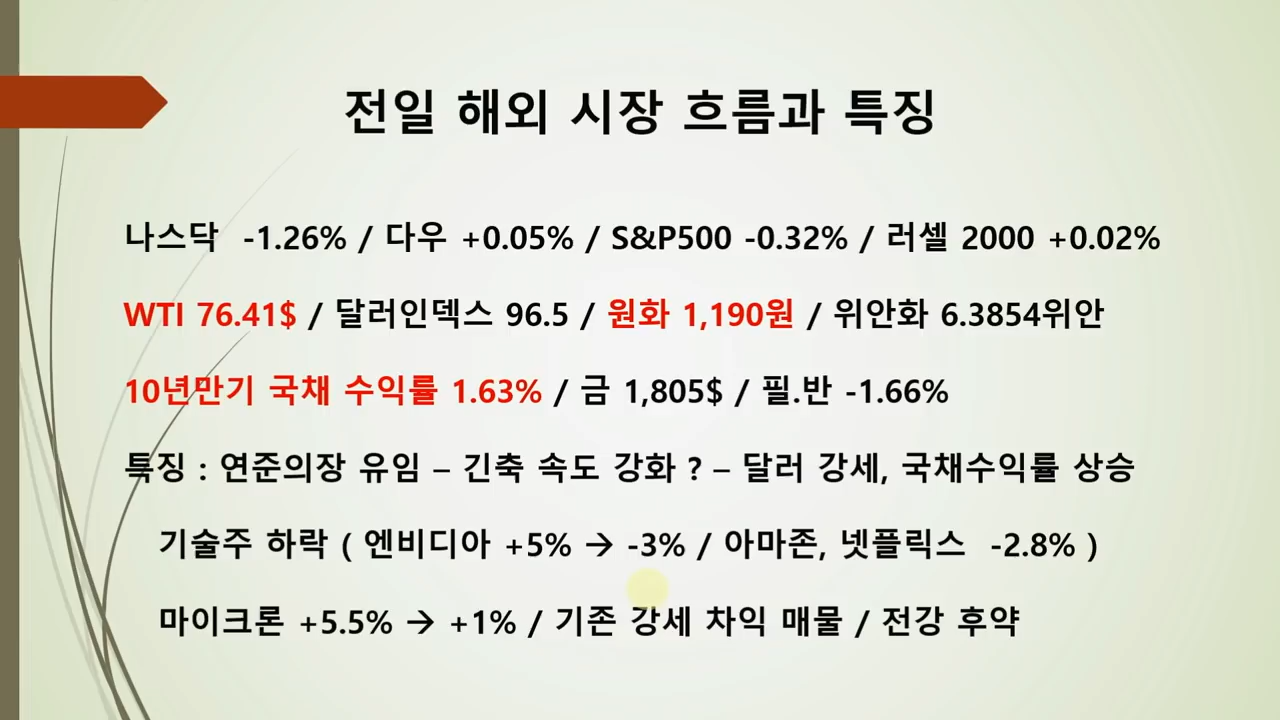 전일 해외 시장 흐름과 특징
나스닥 -1.26% / 다우 +0.05% / S&P500 -0.32% / 러셀 2000 +0.02%
WTI 76.41$ / 달러인덱스 96.5 / 원화 1,190원 / 위안화 6.3854위안
10년만기 국채 수익률 1.63% / 금 1,805$ / 필.반 -1.66%
특징 : 연준의장 유임 – 긴축 속도 강화 ? – 달러 강세, 국채수익률 상승
기술주 하락 ( 엔비디아 +5% → -3% / 아마존, 넷플릭스 -2.8% )
마이크론 +5.5% → +1% / 기존 강세 차익 매물 / 전강 후약